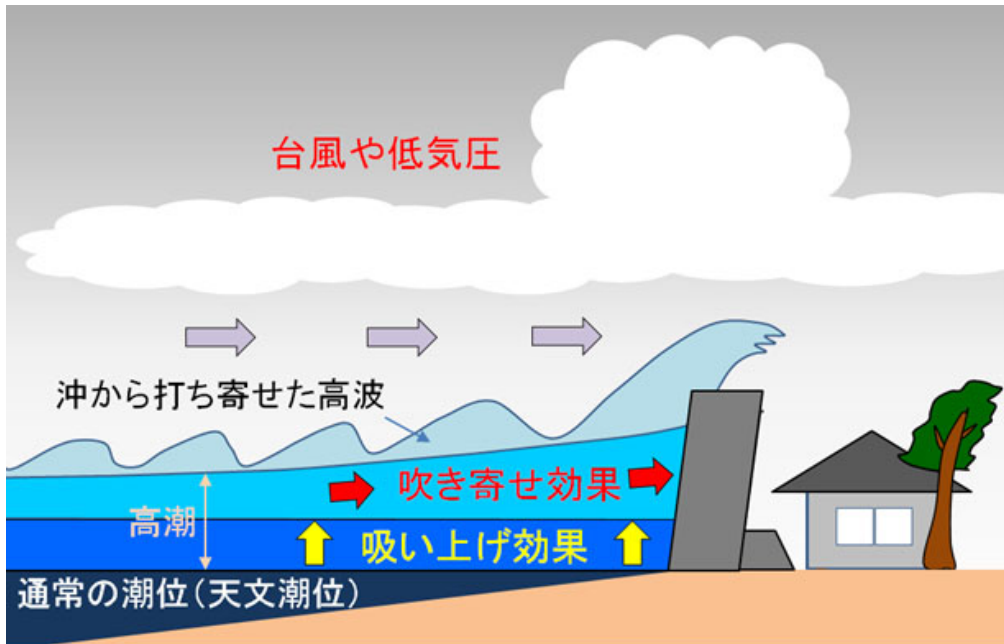 台風や低気圧
沖から打ち寄せた高波
吹き寄せ効果
高潮
吸い上げ効果
通常の潮位(天文潮位)